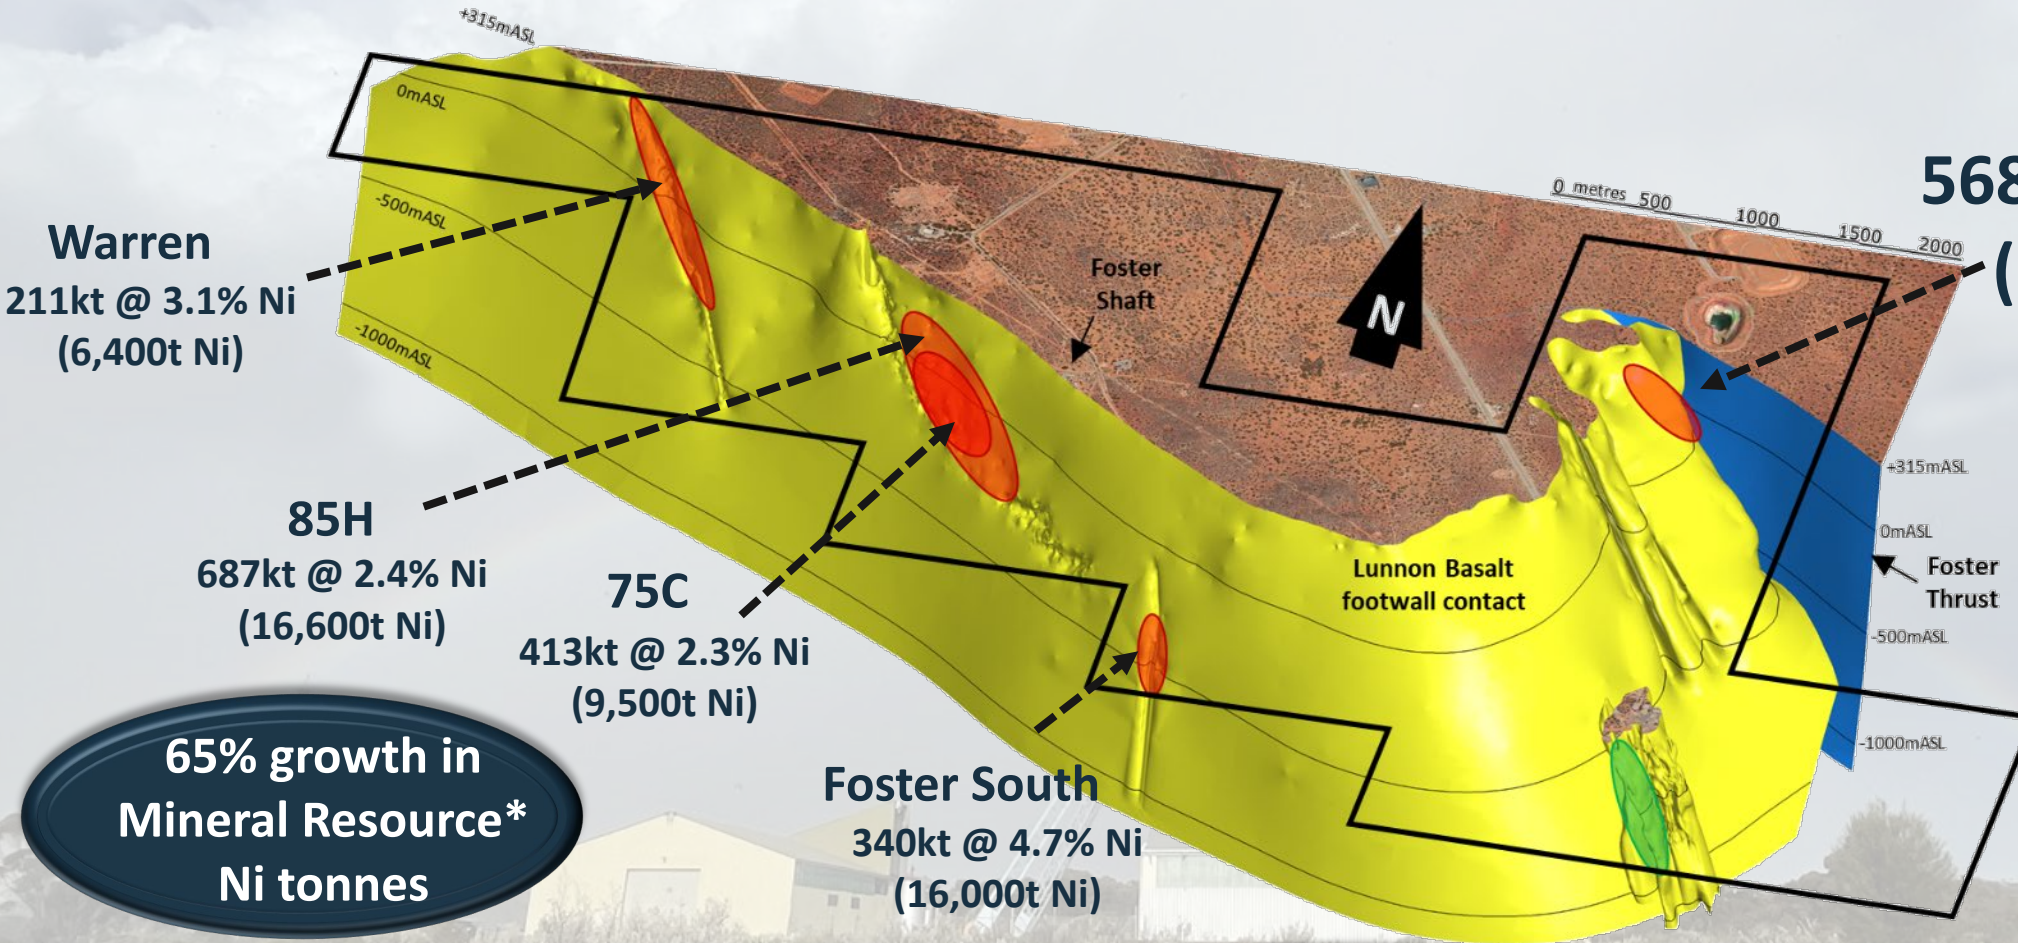 +315mASL
0mASL
-500mASL
-1000mASL
Warren
211kt @ 3.1% Ni
(6,400t Ni)
85H
687kt @ 2.4% Ni
(16,600t Ni)
75C
413kt @ 2.3% Ni
(9,500t Ni)
Foster South
340kt @ 4.7% Ni
(16,000t Ni)
65% growth in
Mineral Resource*
Ni tonnes
Foster
Shaft
N
0 metres 500 1000 1500 2000
568
(
Lunnon Basalt
footwall contact
+315mASL
0mASL
Foster
Thrust
-500mASL
-1000mASL